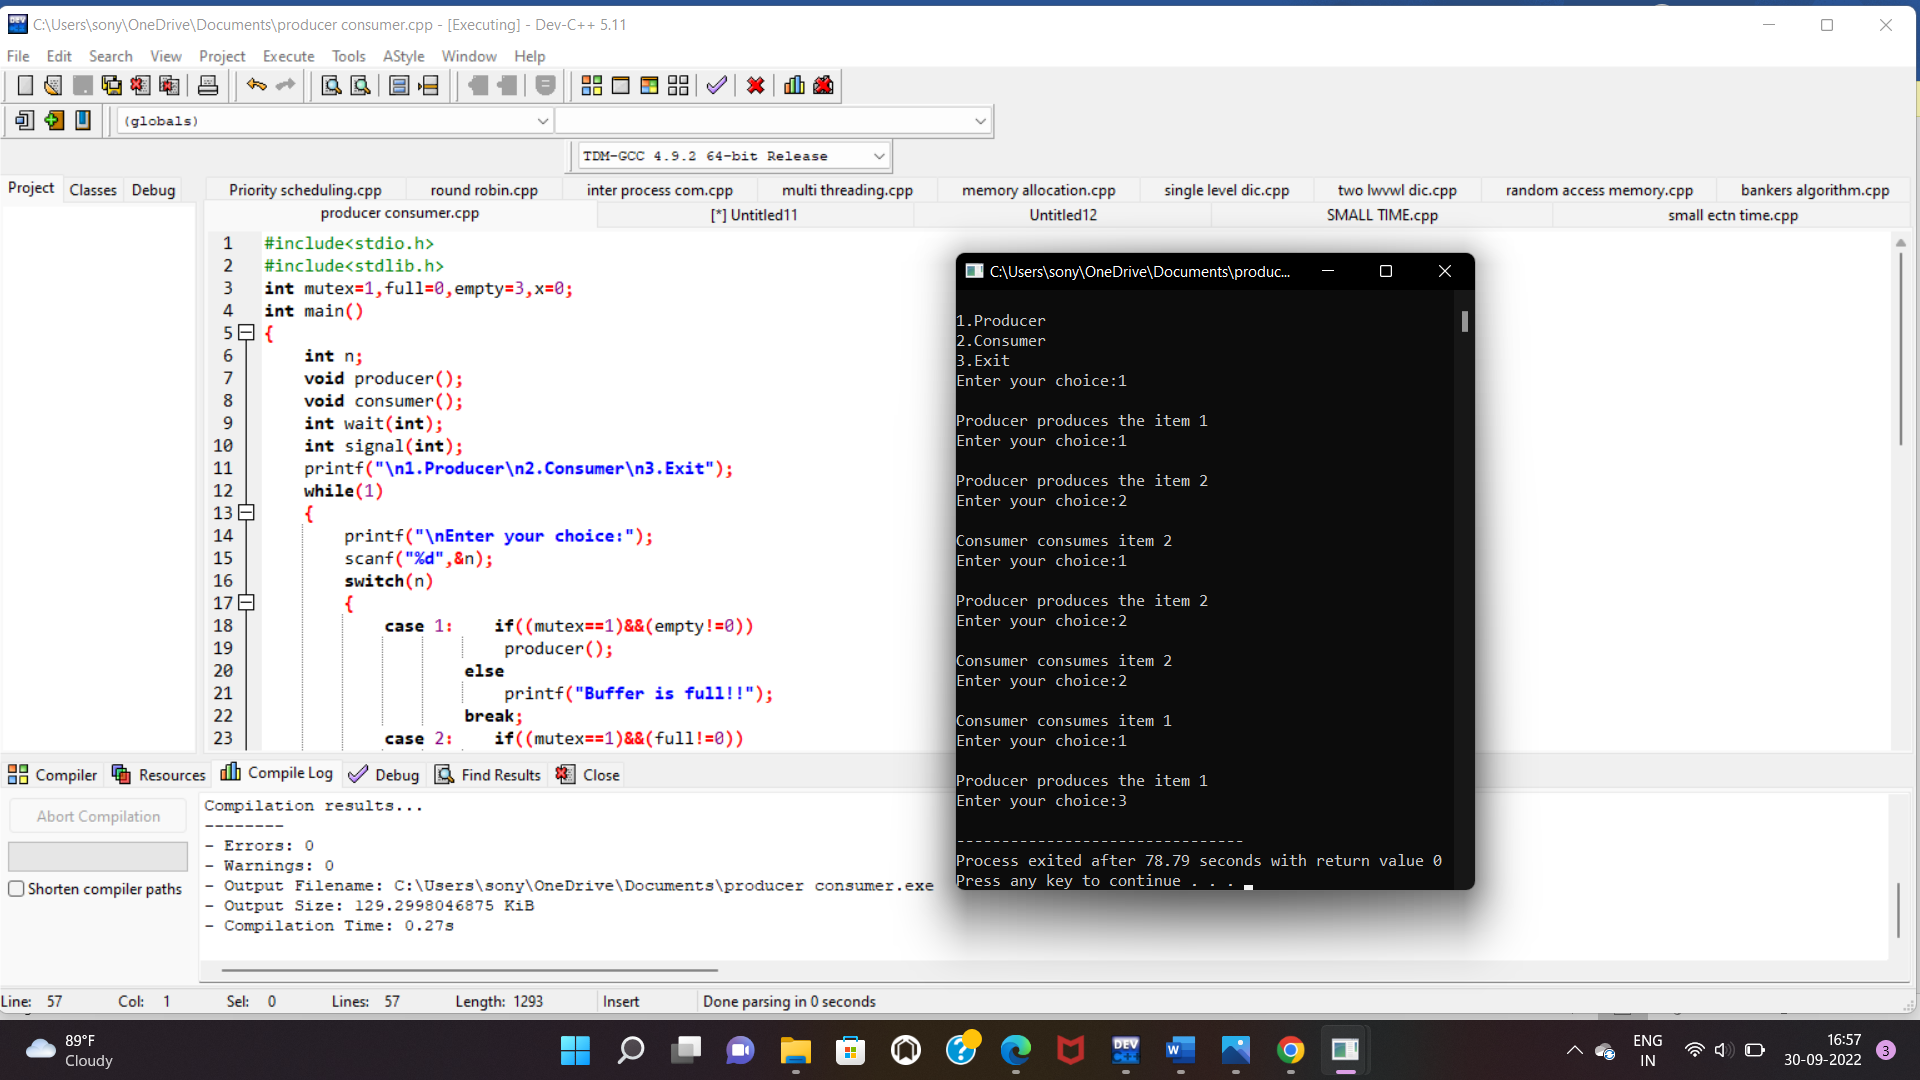 C:\Users\sony\OneDrive\Documents\producer consumer.cpp - [Executing] - Dev-C++ 5.11
File Edit Search View Project Execute Tools AStyle Window Help
(globals)
TDM-GCC 4.9.2 64-bit Release
Project Classes Debug
Priority scheduling.cpp round robin.cpp inter process com.cpp multi threading.cpp memory allocation.cpp single level dic.cpp two lwvwl dic.cpp random access memory.cpp bankers algorithm.cpp
producer consumer.cpp [*] Untitled11 Untitled12 SMALL TIME.cpp small ectn time.cpp
1 #include<stdio.h>
2 #include<stdlib.h>
3 int mutex=1,full=0,empty=3,x=0;
4 int main()
5 {
6 int n;
7 void producer();
8 void consumer();
9 int wait(int);
10 int signal(int);
11 printf("\n1.Producer\n2.Consumer\n3.Exit");
12 while(1)
13 {
14 printf("\nEnter your choice:");
15 scanf("%d",&n);
16 switch(n)
17 {
18 case 1: if((mutex==1)&&(empty!=0))
19 producer();
20 else
21 printf("Buffer is full!!");
22 break;
23 case 2: if((mutex==1)&&(full!=0))
C:\Users\sony\OneDrive\Documents\produc...
1.Producer
2.Consumer
3.Exit
Enter your choice:1
Producer produces the item 1
Enter your choice:1
Producer produces the item 2
Enter your choice:2
Consumer consumes item 2
Enter your choice:1
Producer produces the item 2
Enter your choice:2
Consumer consumes item 2
Enter your choice:2
Consumer consumes item 1
Enter your choice:1
Producer produces the item 1
Enter your choice:3
--------------------------------
Process exited after 78.79 seconds with return value 0
Press any key to continue . . .
Compiler Resources Compile Log Debug Find Results Close
Abort Compilation
Shorten compiler paths
Compilation results...
--------
- Errors: 0
- Warnings: 0
- Output Filename: C:\Users\sony\OneDrive\Documents\producer consumer.exe
- Output Size: 129.2998046875 KiB
- Compilation Time: 0.27s
Line: 57 Col: 1 Sel: 0 Lines: 57 Length: 1293 Insert Done parsing in 0 seconds
89°F
Cloudy
DEV
C++
W
ENG
IN
16:57
30-09-2022
3